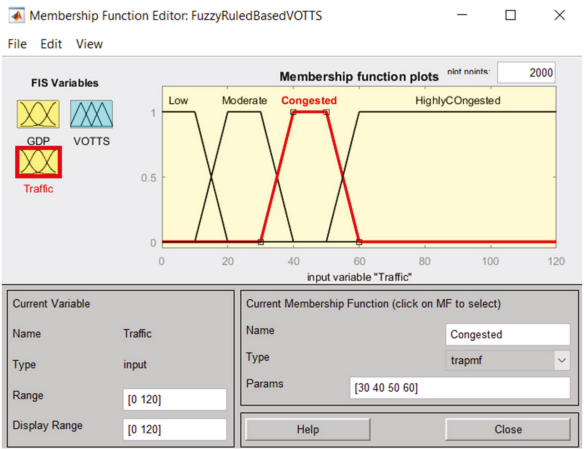 Membership Function Editor: FuzzyRuledBasedVOTTS
File Edit View
FIS Variables
GDP VOTTS
Traffic
Membership function plots plot points: 2000
Low Moderate Congested HighlyCOngested
1
0.5
0
0 20 40 60 80 100 120
input variable "Traffic"
Current Variable
Name Traffic
Type input
Range [0 120]
Display Range [0 120]
Current Membership Function (click on MF to select)
Name Congested
Type trapmf
Params [30 40 50 60]
Help Close